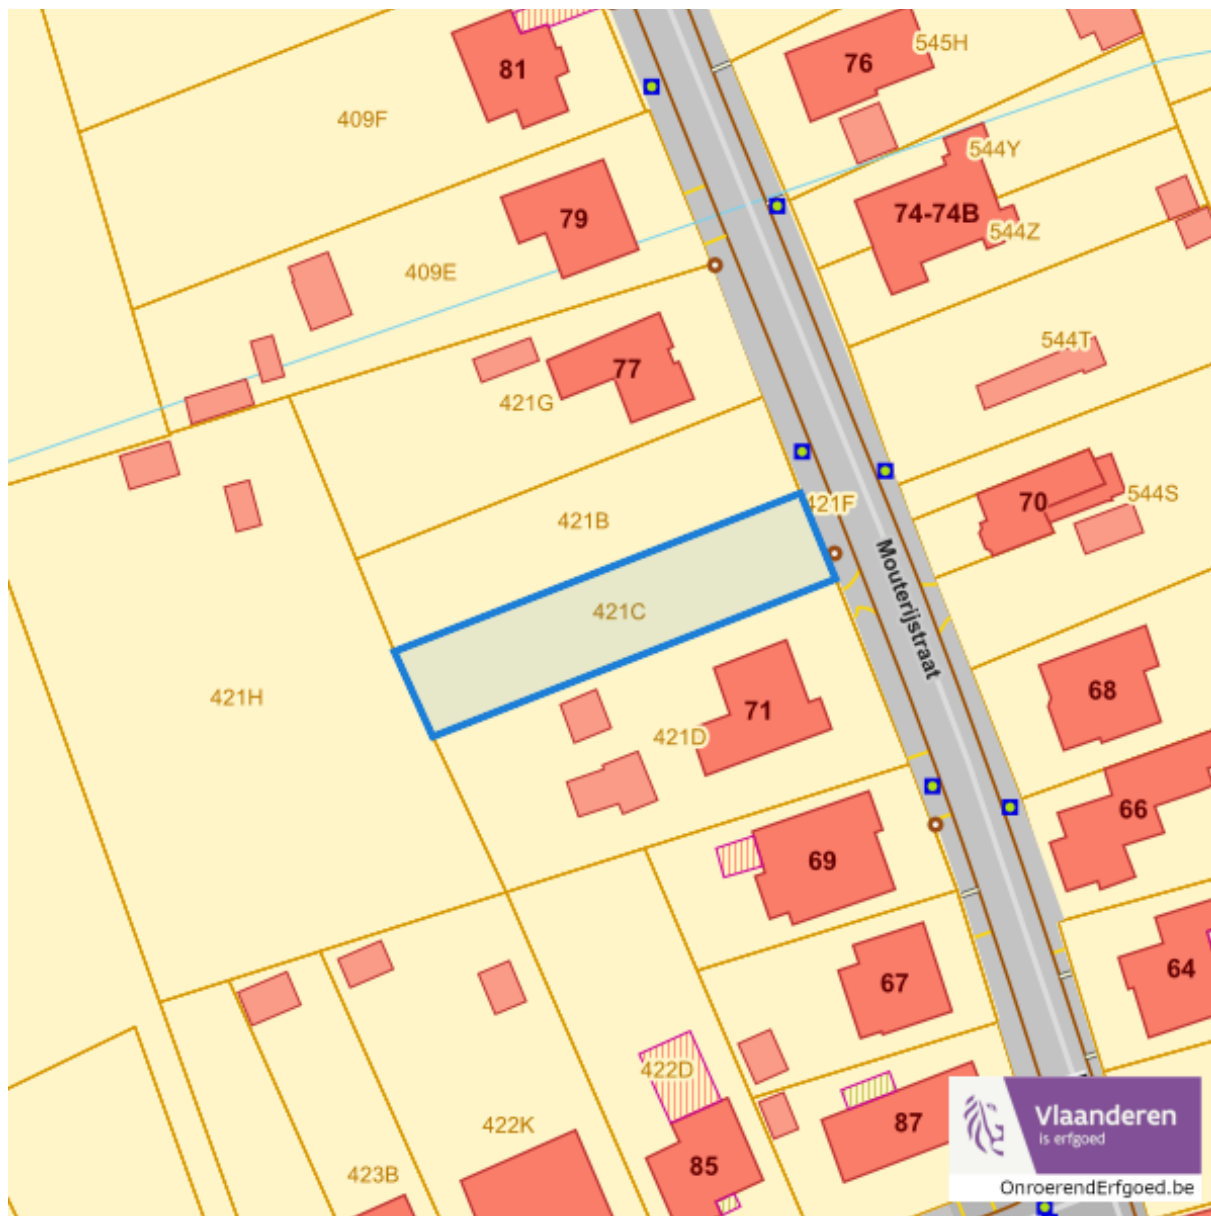 81
76
545H
409F
544Y
79
74-74B
544Z
409E
544T
77
421G
70
544S
421F
421B
Mouterijstraat
421C
68
421H
71
421D
66
69
64
67
422D
87
422K
85
423B
Vlaanderen
is erfgoed
OnroerendErfgoed.be